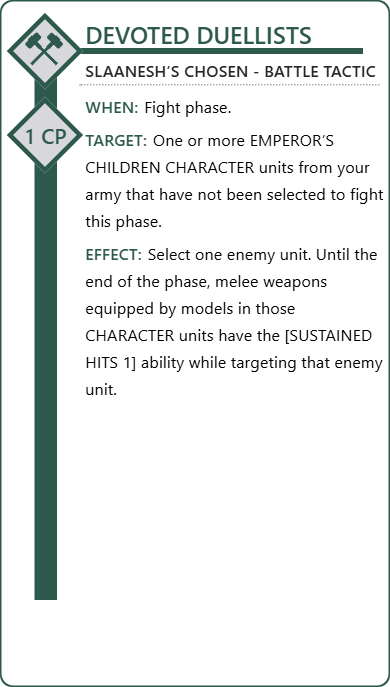 DEVOTED DUELLISTS
SLAANESH’S CHOSEN - BATTLE TACTIC
1 CP
WHEN: Fight phase.
TARGET: One or more EMPEROR’S
CHILDREN CHARACTER units from your
army that have not been selected to fight
this phase.
EFFECT: Select one enemy unit. Until the
end of the phase, melee weapons
equipped by models in those
CHARACTER units have the [SUSTAINED
HITS 1] ability while targeting that enemy
unit.